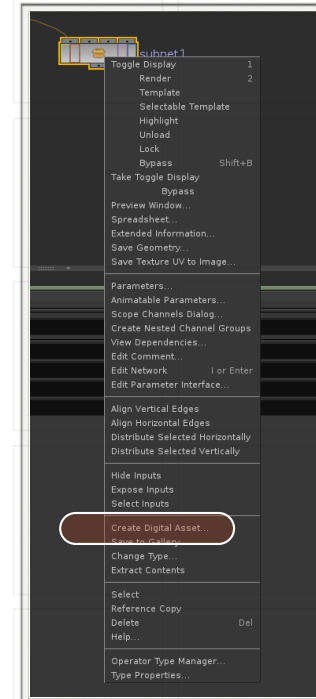 subnet1
Toggle Display 1
Render 2
Template
Selectable Template
Highlight
Unload
Lock
Bypass Shift+B
Take Toggle Display
Bypass
Preview Window...
Spreadsheet...
Extended Information...
Save Geometry...
Save Texture UV to Image...
Parameters...
Animatable Parameters...
Scope Channels Dialog...
Create Nested Channel Groups
View Dependencies...
Edit Comment...
Edit Network I or Enter
Edit Parameter Interface...
Align Vertical Edges
Align Horizontal Edges
Distribute Selected Horizontally
Distribute Selected Vertically
Hide Inputs
Expose Inputs
Select Inputs
Create Digital Asset...
Save to Gallery
Change Type...
Extract Contents
Select
Reference Copy
Delete Del
Help...
Operator Type Manager...
Type Properties...